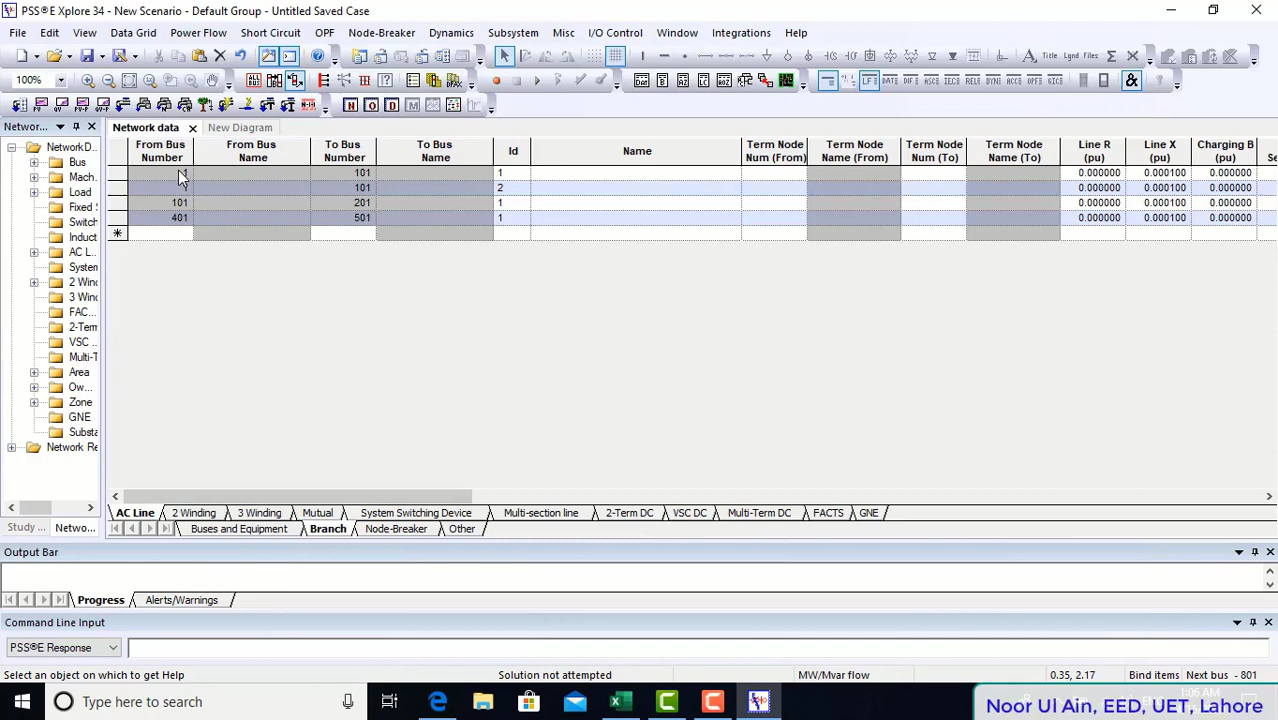 PSS®E Xplore 34 - New Scenario - Default Group - Untitled Saved Case
File Edit View Data Grid Power Flow Short Circuit OPF Node-Breaker Dynamics Subsystem Misc I/O Control Window Integrations Help
Title Lgnd Files
100%
Networ... Network data New Diagram
From Bus Number From Bus Name To Bus Number To Bus Name Id Name Term Node Num (From) Term Node Name (From) Term Node Num (To) Term Node Name (To) Line R (pu) Line X (pu) Charging B (pu)
1 101 1 0.000000 0.000100 0.000000
1 101 2 0.000000 0.000100 0.000000
101 201 1 0.000000 0.000100 0.000000
401 501 1 0.000000 0.000100 0.000000
NetworkD...
Bus
Mach...
Load
Fixed S
Switch
Induct
AC L...
System
2 Wind
3 Wind
FAC...
2-Term
VSC ...
Multi-T
Area
Ow...
Zone
GNE
Substa
Network Re
AC Line 2 Winding 3 Winding Mutual System Switching Device Multi-section line 2-Term DC VSC DC Multi-Term DC FACTS GNE
Study ... Netwo... Buses and Equipment Branch Node-Breaker Other
Output Bar
Progress Alerts/Warnings
Command Line Input
PSS®E Response
Select an object on which to get Help Solution not attempted MW/Mvar flow 0.35, 2.17 Bind items Next bus - 801
Type here to search
1:06 AM
Noor Ul Ain, EED, UET, Lahore